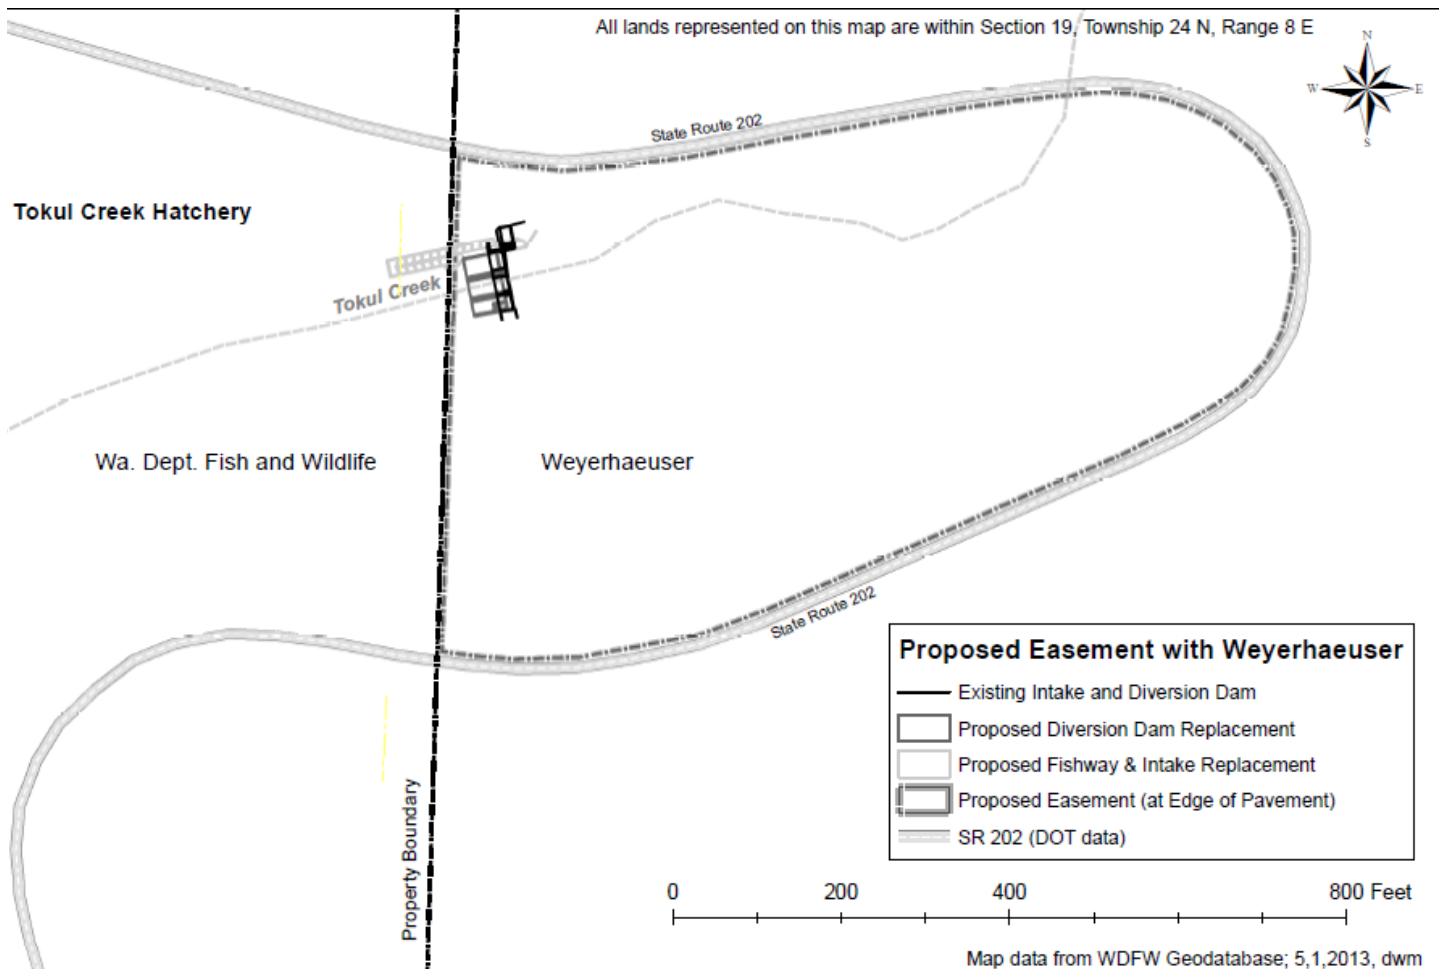 All lands represented on this map are within Section 19, Township 24 N, Range 8 E
N
W
E
S
State Route 202
Tokul Creek Hatchery
Tokul Creek
Wa. Dept. Fish and Wildlife
Weyerhaeuser
State Route 202
Property Boundary
Proposed Easement with Weyerhaeuser
Existing Intake and Diversion Dam
Proposed Diversion Dam Replacement
Proposed Fishway & Intake Replacement
Proposed Easement (at Edge of Pavement)
SR 202 (DOT data)
0 200 400 800 Feet
Map data from WDFW Geodatabase; 5,1,2013, dwm